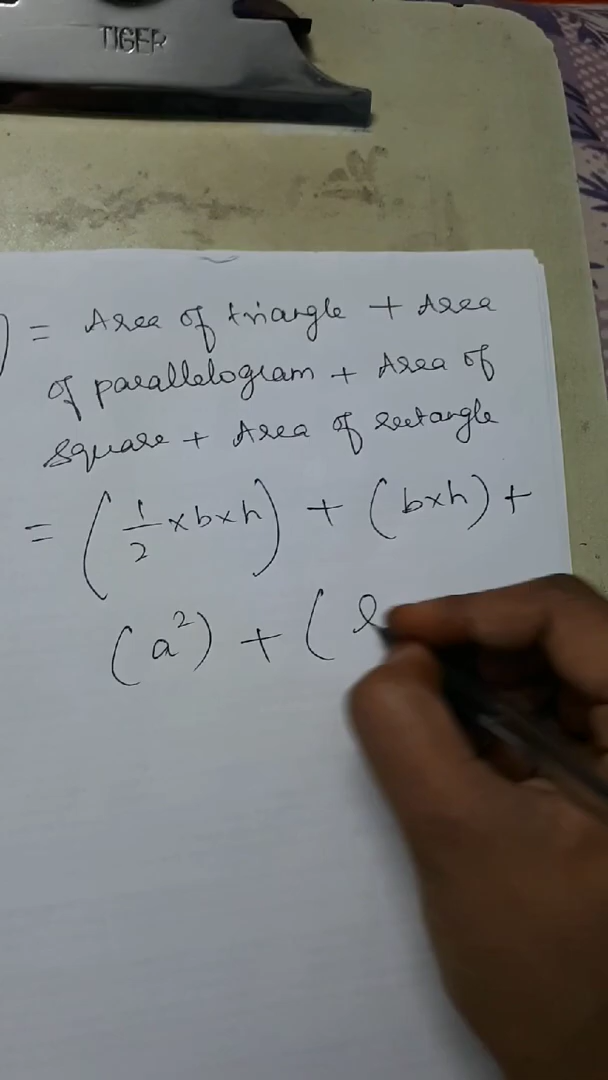 TIGER
) = Area of triangle + Area
of parallelogram + Area of
square + Area of rectangle
= (1/2 × b × h) + (b×h) +
(a²) + ( l